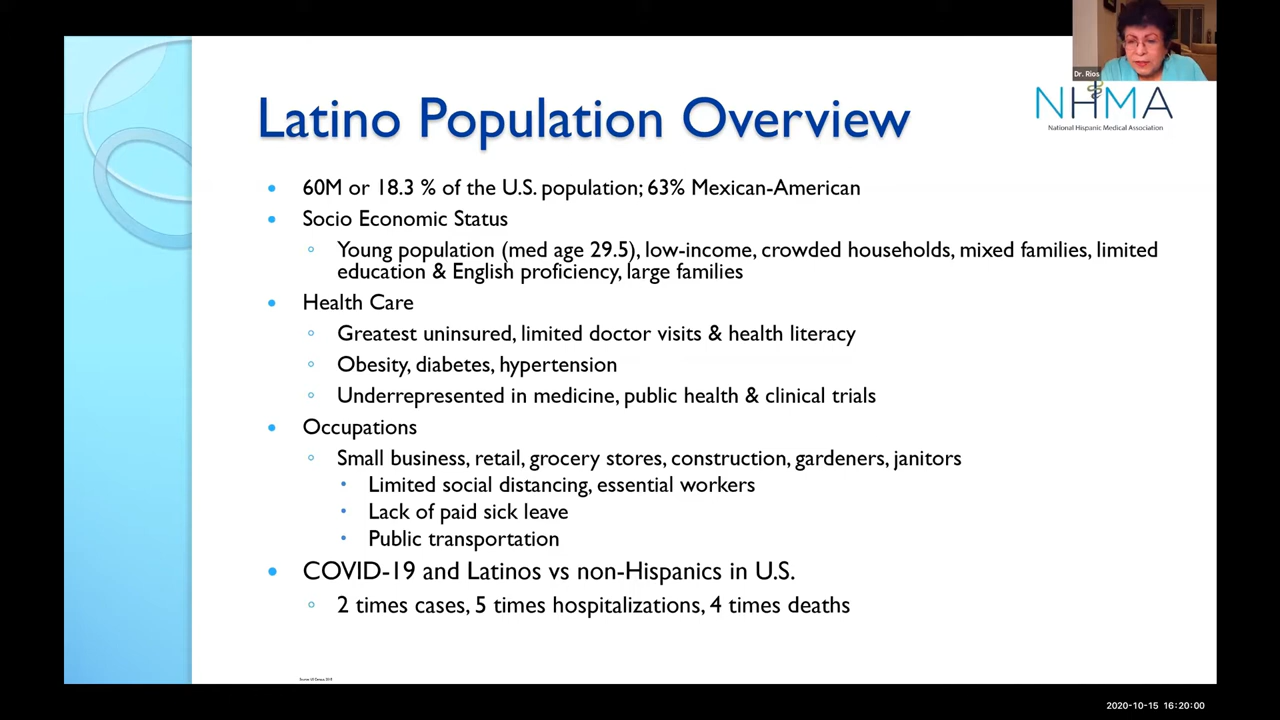 Dr. Rios
NHMA
National Hispanic Medical Association
Latino Population Overview
60M or 18.3 % of the U.S. population; 63% Mexican-American
Socio Economic Status
Young population (med age 29.5), low-income, crowded households, mixed families, limited
education & English proficiency, large families
Health Care
Greatest uninsured, limited doctor visits & health literacy
Obesity, diabetes, hypertension
Underrepresented in medicine, public health & clinical trials
Occupations
Small business, retail, grocery stores, construction, gardeners, janitors
Limited social distancing, essential workers
Lack of paid sick leave
Public transportation
COVID-19 and Latinos vs non-Hispanics in U.S.
2 times cases, 5 times hospitalizations, 4 times deaths
Source: US Census 2018
2020-10-15 16:20:00